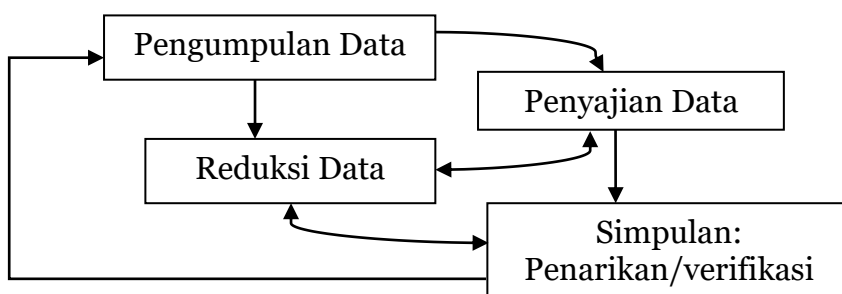 Pengumpulan Data
Penyajian Data
Reduksi Data
Simpulan:
Penarikan/verifikasi